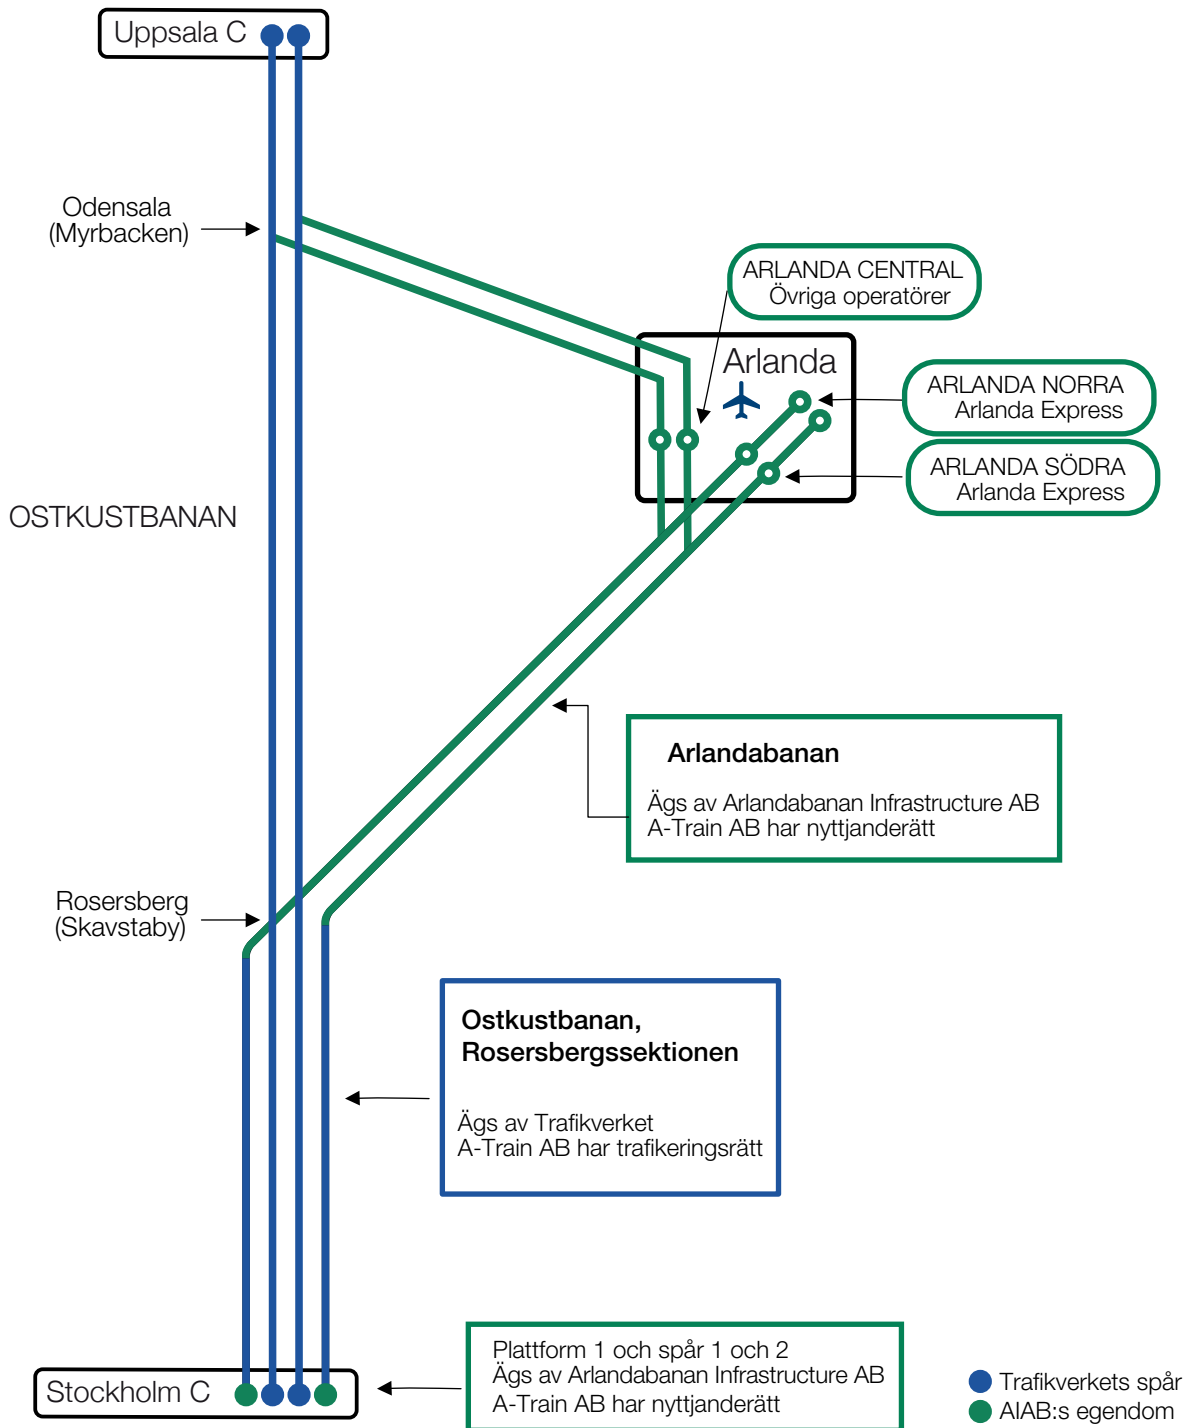 Uppsala C
Odensala
(Myrbacken)
ARLANDA CENTRAL
Övriga operatörer
Arlanda
ARLANDA NORRA
Arlanda Express
ARLANDA SÖDRA
Arlanda Express
OSTKUSTBANAN
Arlandabanan
Ägs av Arlandabanan Infrastructure AB
A-Train AB har nyttjanderätt
Rosersberg
(Skavstaby)
Ostkustbanan,
Rosersbergssektionen
Ägs av Trafikverket
A-Train AB har trafikeringsrätt
Plattform 1 och spår 1 och 2
Ägs av Arlandabanan Infrastructure AB
A-Train AB har nyttjanderätt
Stockholm C
Trafikverkets spår
AIAB:s egendom